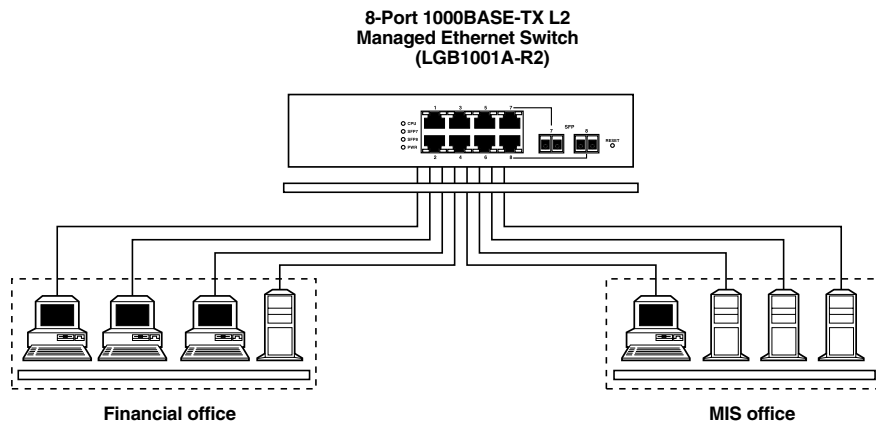 8-Port 1000BASE-TX L2
Managed Ethernet Switch
(LGB1001A-R2)
1 3 5 7
CPU
SFP7
SFP8
PWR
7 SFP 8
RESET
2 4 6 8
Financial office
MIS office